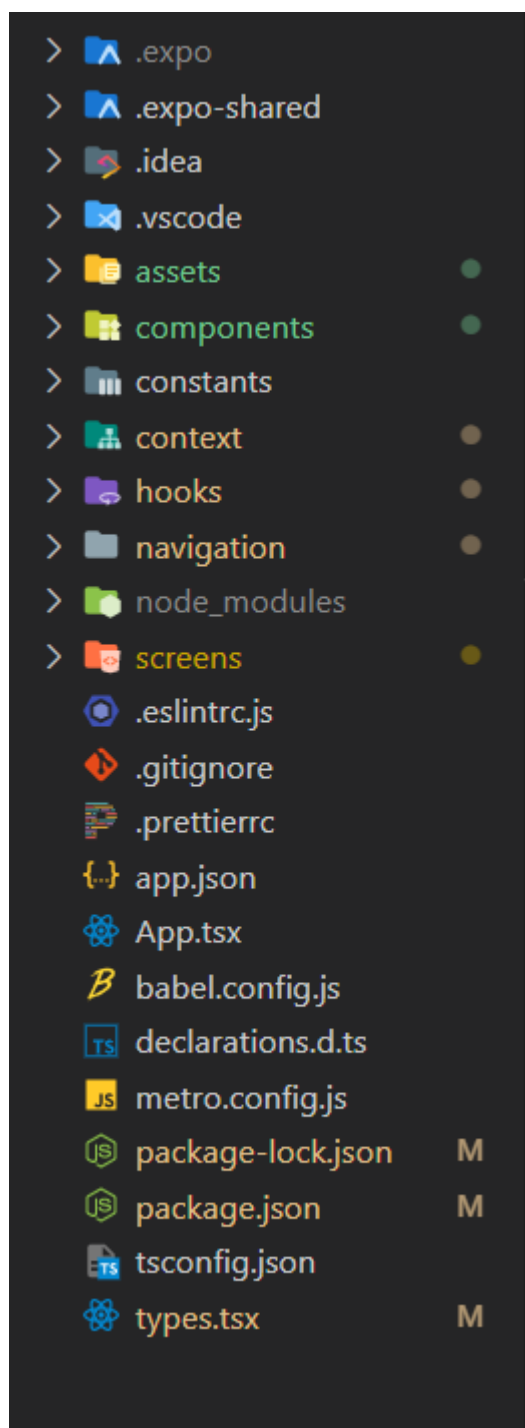 .expo
.expo-shared
.idea
.vscode
assets
components
constants
context
hooks
navigation
node_modules
screens
.eslintrc.js
.gitignore
.prettierrc
app.json
App.tsx
babel.config.js
declarations.d.ts
metro.config.js
package-lock.json M
package.json M
tsconfig.json
types.tsx M